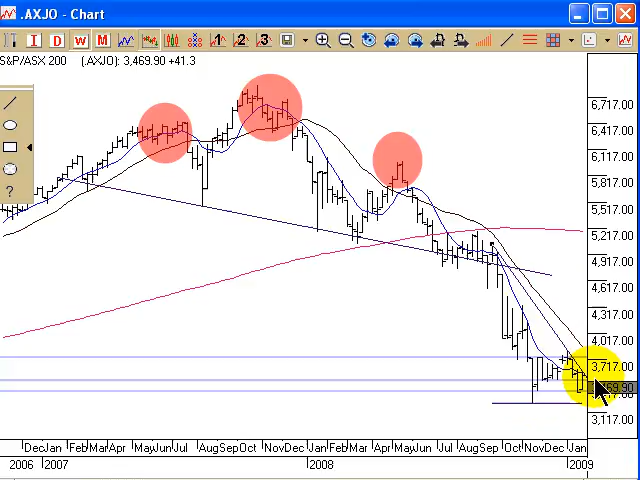 .AXJO - Chart
I D W M 1 2 3
S&P/ASX 200 (.AXJO): 3,469.90 +41.3
6,717.00
6,417.00
6,117.00
5,817.00
5,517.00
5,217.00
4,917.00
4,617.00
4,317.00
4,017.00
3,717.00
3,117.00
?
Dec Jan Feb Mar Apr May Jun Jul Aug Sep Oct Nov Dec Jan Feb Mar Apr May Jun Jul Aug Sep Oct Nov Dec Jan
2006 2007 2008 2009